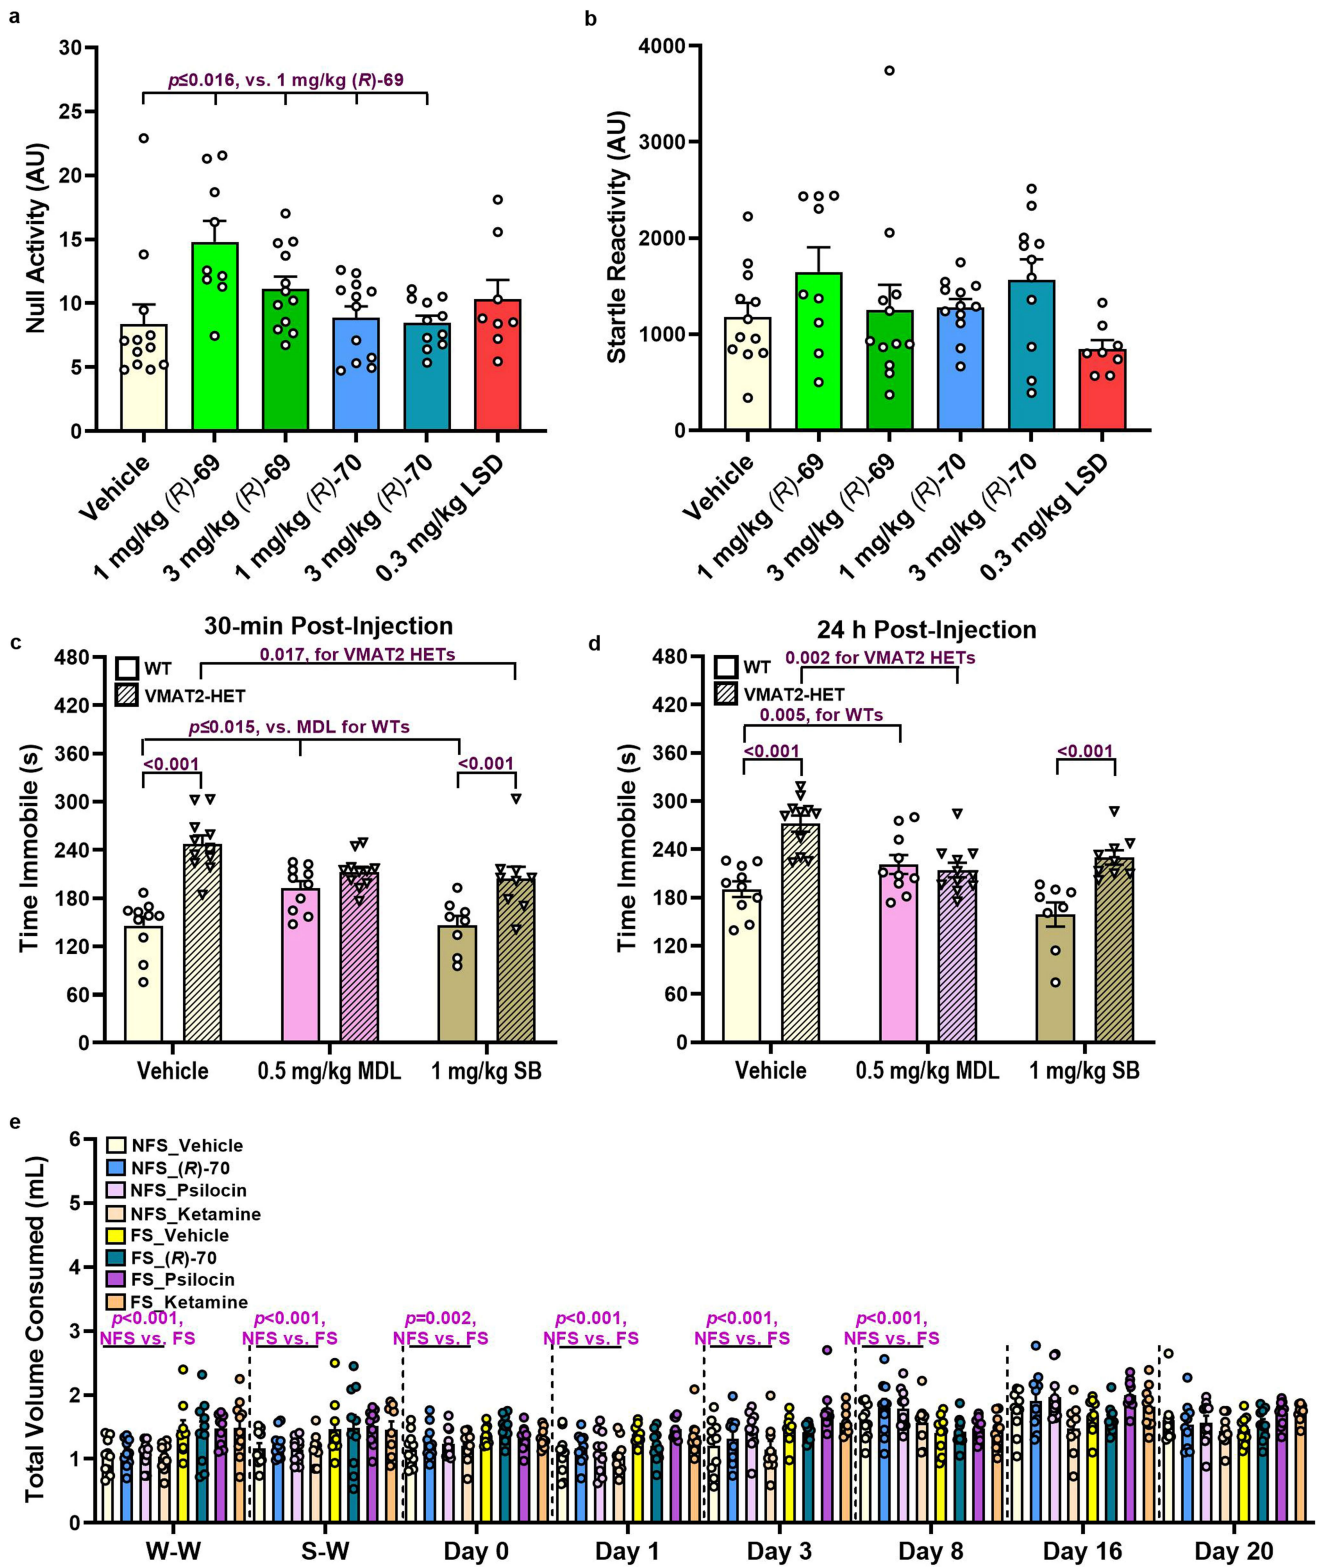 a
30
25
20
15
10
5
0
Null Activity (AU)
p≤0.016, vs. 1 mg/kg (R)-69
Vehicle
1 mg/kg (R)-69
3 mg/kg (R)-69
1 mg/kg (R)-70
3 mg/kg (R)-70
0.3 mg/kg LSD
b
4000
3000
2000
1000
0
Startle Reactivity (AU)
Vehicle
1 mg/kg (R)-69
3 mg/kg (R)-69
1 mg/kg (R)-70
3 mg/kg (R)-70
0.3 mg/kg LSD
c
30-min Post-Injection
480
420
360
300
240
180
120
60
0
Time Immobile (s)
WT
VMAT2-HET
0.017, for VMAT2 HETs
p≤0.015, vs. MDL for WTs
<0.001
<0.001
Vehicle
0.5 mg/kg MDL
1 mg/kg SB
d
24 h Post-Injection
480
420
360
300
240
180
120
60
0
Time Immobile (s)
WT
VMAT2-HET
0.002 for VMAT2 HETs
0.005, for WTs
<0.001
<0.001
Vehicle
0.5 mg/kg MDL
1 mg/kg SB
e
6
5
4
3
2
1
0
Total Volume Consumed (mL)
NFS_Vehicle
NFS_(R)-70
NFS_Psilocin
NFS_Ketamine
FS_Vehicle
FS_(R)-70
FS_Psilocin
FS_Ketamine
p<0.001,
NFS vs. FS
p<0.001,
NFS vs. FS
p=0.002,
NFS vs. FS
p<0.001,
NFS vs. FS
p<0.001,
NFS vs. FS
p<0.001,
NFS vs. FS
W-W
S-W
Day 0
Day 1
Day 3
Day 8
Day 16
Day 20